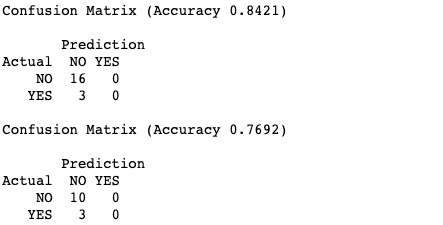 Confusion Matrix (Accuracy 0.8421)
Prediction
Actual NO YES
NO 16 0
YES 3 0
Confusion Matrix (Accuracy 0.7692)
Prediction
Actual NO YES
NO 10 0
YES 3 0